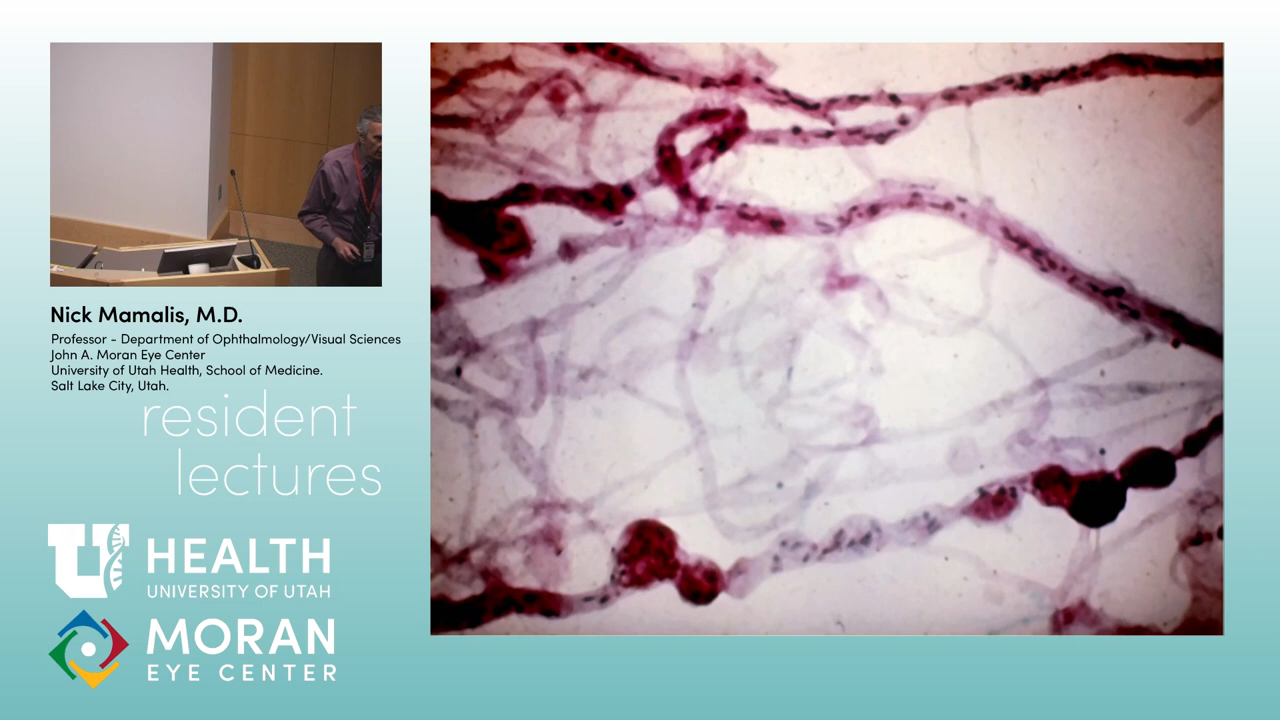 Nick Mamalis, M.D.
Professor - Department of Ophthalmology/Visual Sciences
John A. Moran Eye Center
University of Utah Health, School of Medicine.
Salt Lake City, Utah.
resident
lectures
U HEALTH
UNIVERSITY OF UTAH
MORAN
EYE CENTER